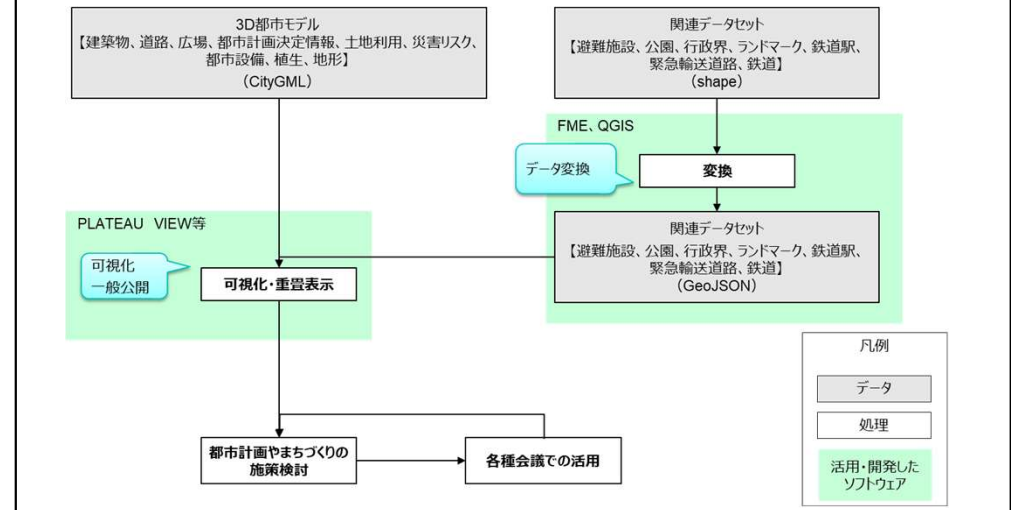 3D都市モデル
【建築物、道路、広場、都市計画決定情報、土地利用、災害リスク、
都市設備、植生、地形】
（CityGML）
関連データセット
【避難施設、公園、行政界、ランドマーク、鉄道駅、
緊急輸送道路、鉄道】
（shape）
FME、QGIS
データ変換
変換
関連データセット
【避難施設、公園、行政界、ランドマーク、鉄道駅、
緊急輸送道路、鉄道】
（GeoJSON）
PLATEAU VIEW等
可視化
一般公開
可視化・重畳表示
都市計画やまちづくりの
施策検討
各種会議での活用
凡例
データ
処理
活用・開発した
ソフトウェア